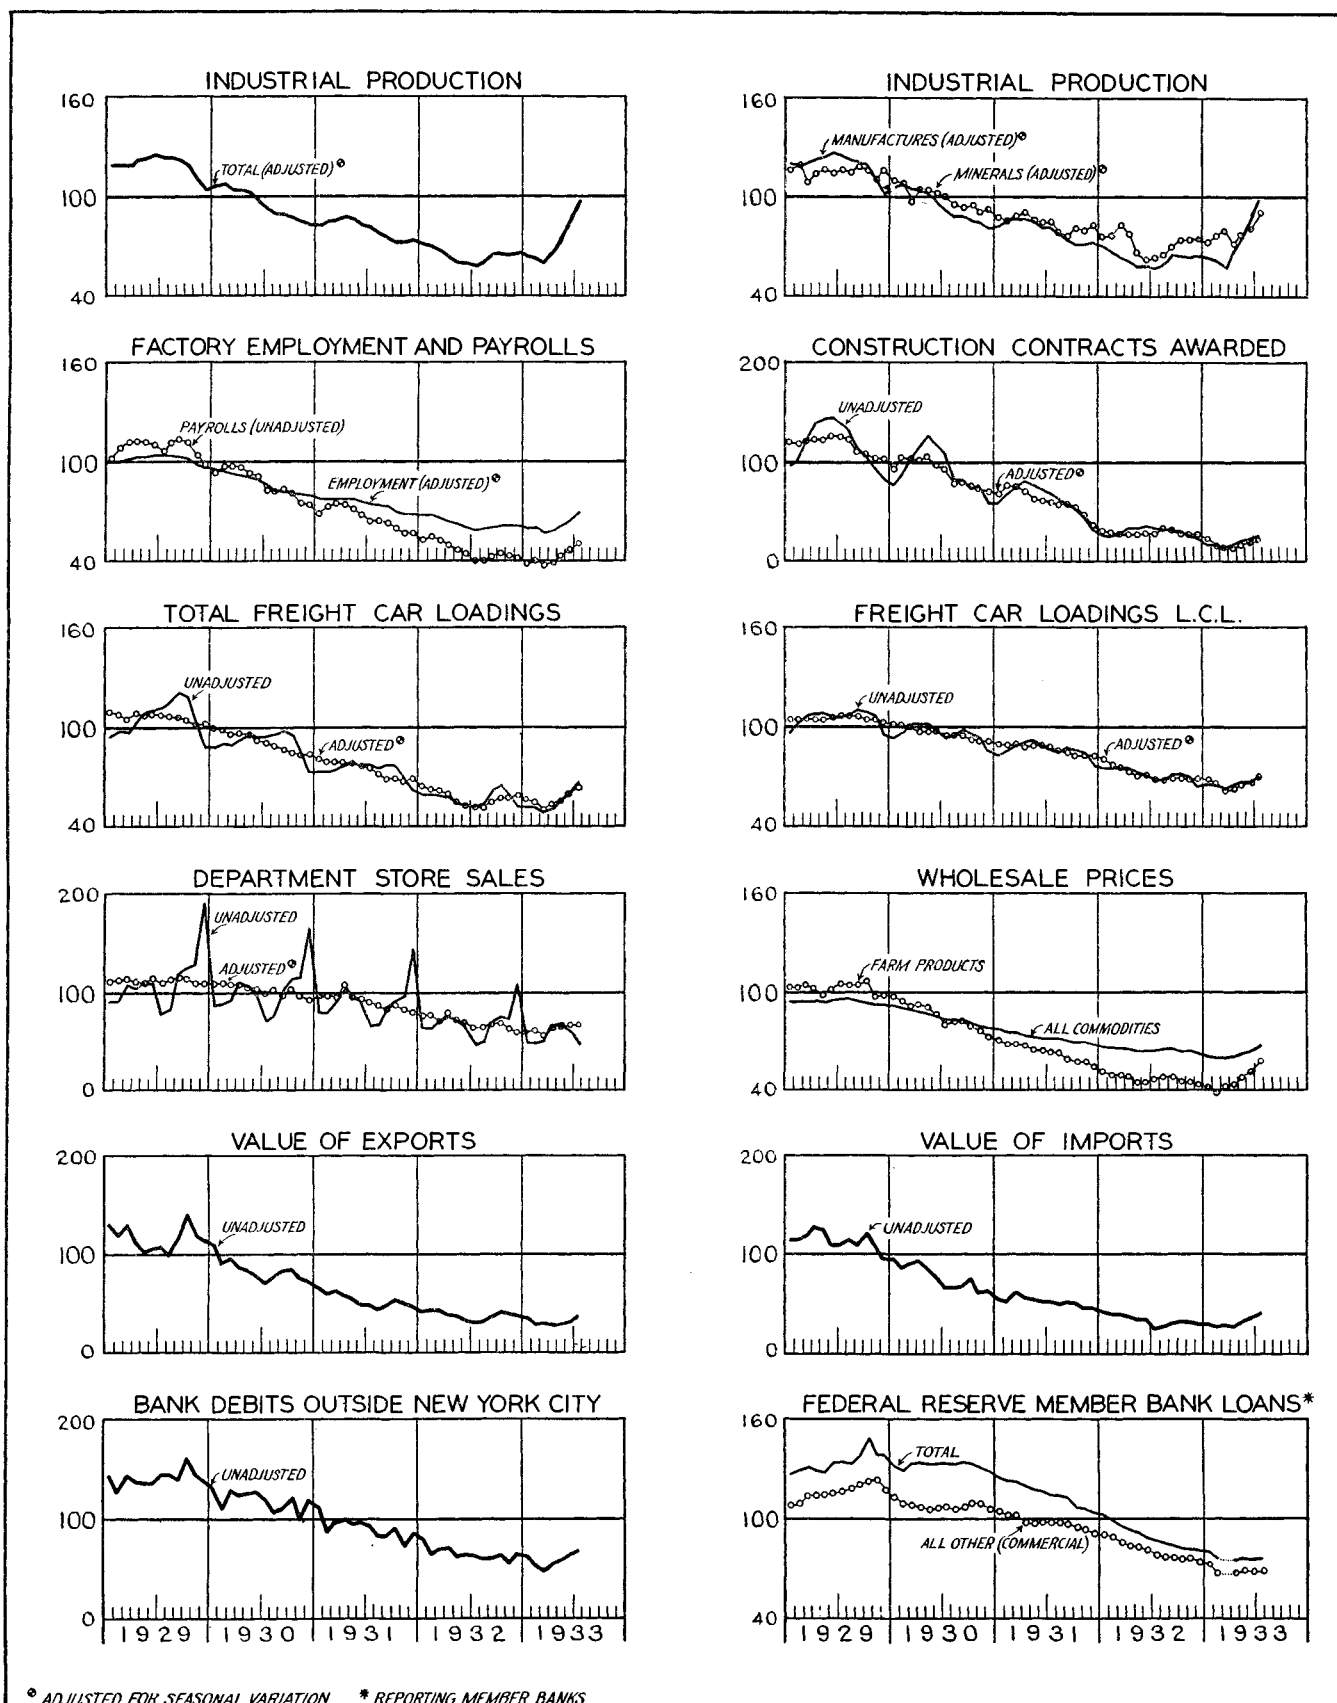 INDUSTRIAL PRODUCTION
160
100
40
TOTAL (ADJUSTED)⊘
INDUSTRIAL PRODUCTION
160
100
40
MANUFACTURES (ADJUSTED)⊘
MINERALS (ADJUSTED)⊘
FACTORY EMPLOYMENT AND PAYROLLS
160
100
40
PAYROLLS (UNADJUSTED)
EMPLOYMENT (ADJUSTED)⊘
CONSTRUCTION CONTRACTS AWARDED
200
100
0
UNADJUSTED
ADJUSTED⊘
TOTAL FREIGHT CAR LOADINGS
160
100
40
UNADJUSTED
ADJUSTED⊘
FREIGHT CAR LOADINGS L.C.L.
160
100
40
UNADJUSTED
ADJUSTED⊘
DEPARTMENT STORE SALES
200
100
0
UNADJUSTED
ADJUSTED⊘
WHOLESALE PRICES
160
100
40
FARM PRODUCTS
ALL COMMODITIES
VALUE OF EXPORTS
200
100
0
UNADJUSTED
VALUE OF IMPORTS
200
100
0
UNADJUSTED
BANK DEBITS OUTSIDE NEW YORK CITY
200
100
0
UNADJUSTED
1929 1930 1931 1932 1933
FEDERAL RESERVE MEMBER BANK LOANS*
160
100
40
TOTAL
ALL OTHER (COMMERCIAL)
1929 1930 1931 1932 1933
⊘ ADJUSTED FOR SEASONAL VARIATION * REPORTING MEMBER BANKS